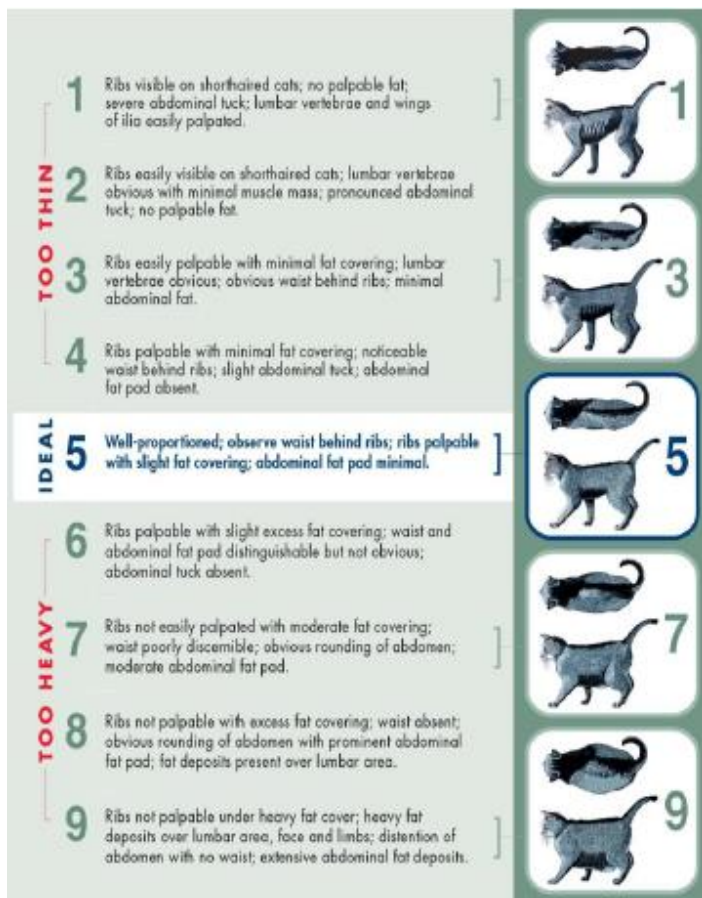 TOO THIN
1
Ribs visible on shorthaired cats; no palpable fat;
severe abdominal tuck; lumbar vertebrae and wings
of ilia easily palpated.
2
Ribs easily visible on shorthaired cats; lumbar vertebrae
obvious with minimal muscle mass; pronounced abdominal
tuck; no palpable fat.
3
Ribs easily palpable with minimal fat covering; lumbar
vertebrae obvious; obvious waist behind ribs; minimal
abdominal fat.
4
Ribs palpable with minimal fat covering; noticeable
waist behind ribs; slight abdominal tuck; abdominal
fat pad absent.
IDEAL
5
Well-proportioned; observe waist behind ribs; ribs palpable
with slight fat covering; abdominal fat pad minimal.
TOO HEAVY
6
Ribs palpable with slight excess fat covering; waist and
abdominal fat pad distinguishable but not obvious;
abdominal tuck absent.
7
Ribs not easily palpated with moderate fat covering;
waist poorly discernible; obvious rounding of abdomen;
moderate abdominal fat pad.
8
Ribs not palpable with excess fat covering; waist absent;
obvious rounding of abdomen with prominent abdominal
fat pad; fat deposits present over lumbar area.
9
Ribs not palpable under heavy fat cover; heavy fat
deposits over lumbar area, face and limbs; distention of
abdomen with no waist; extensive abdominal fat deposits.
1
3
5
7
9